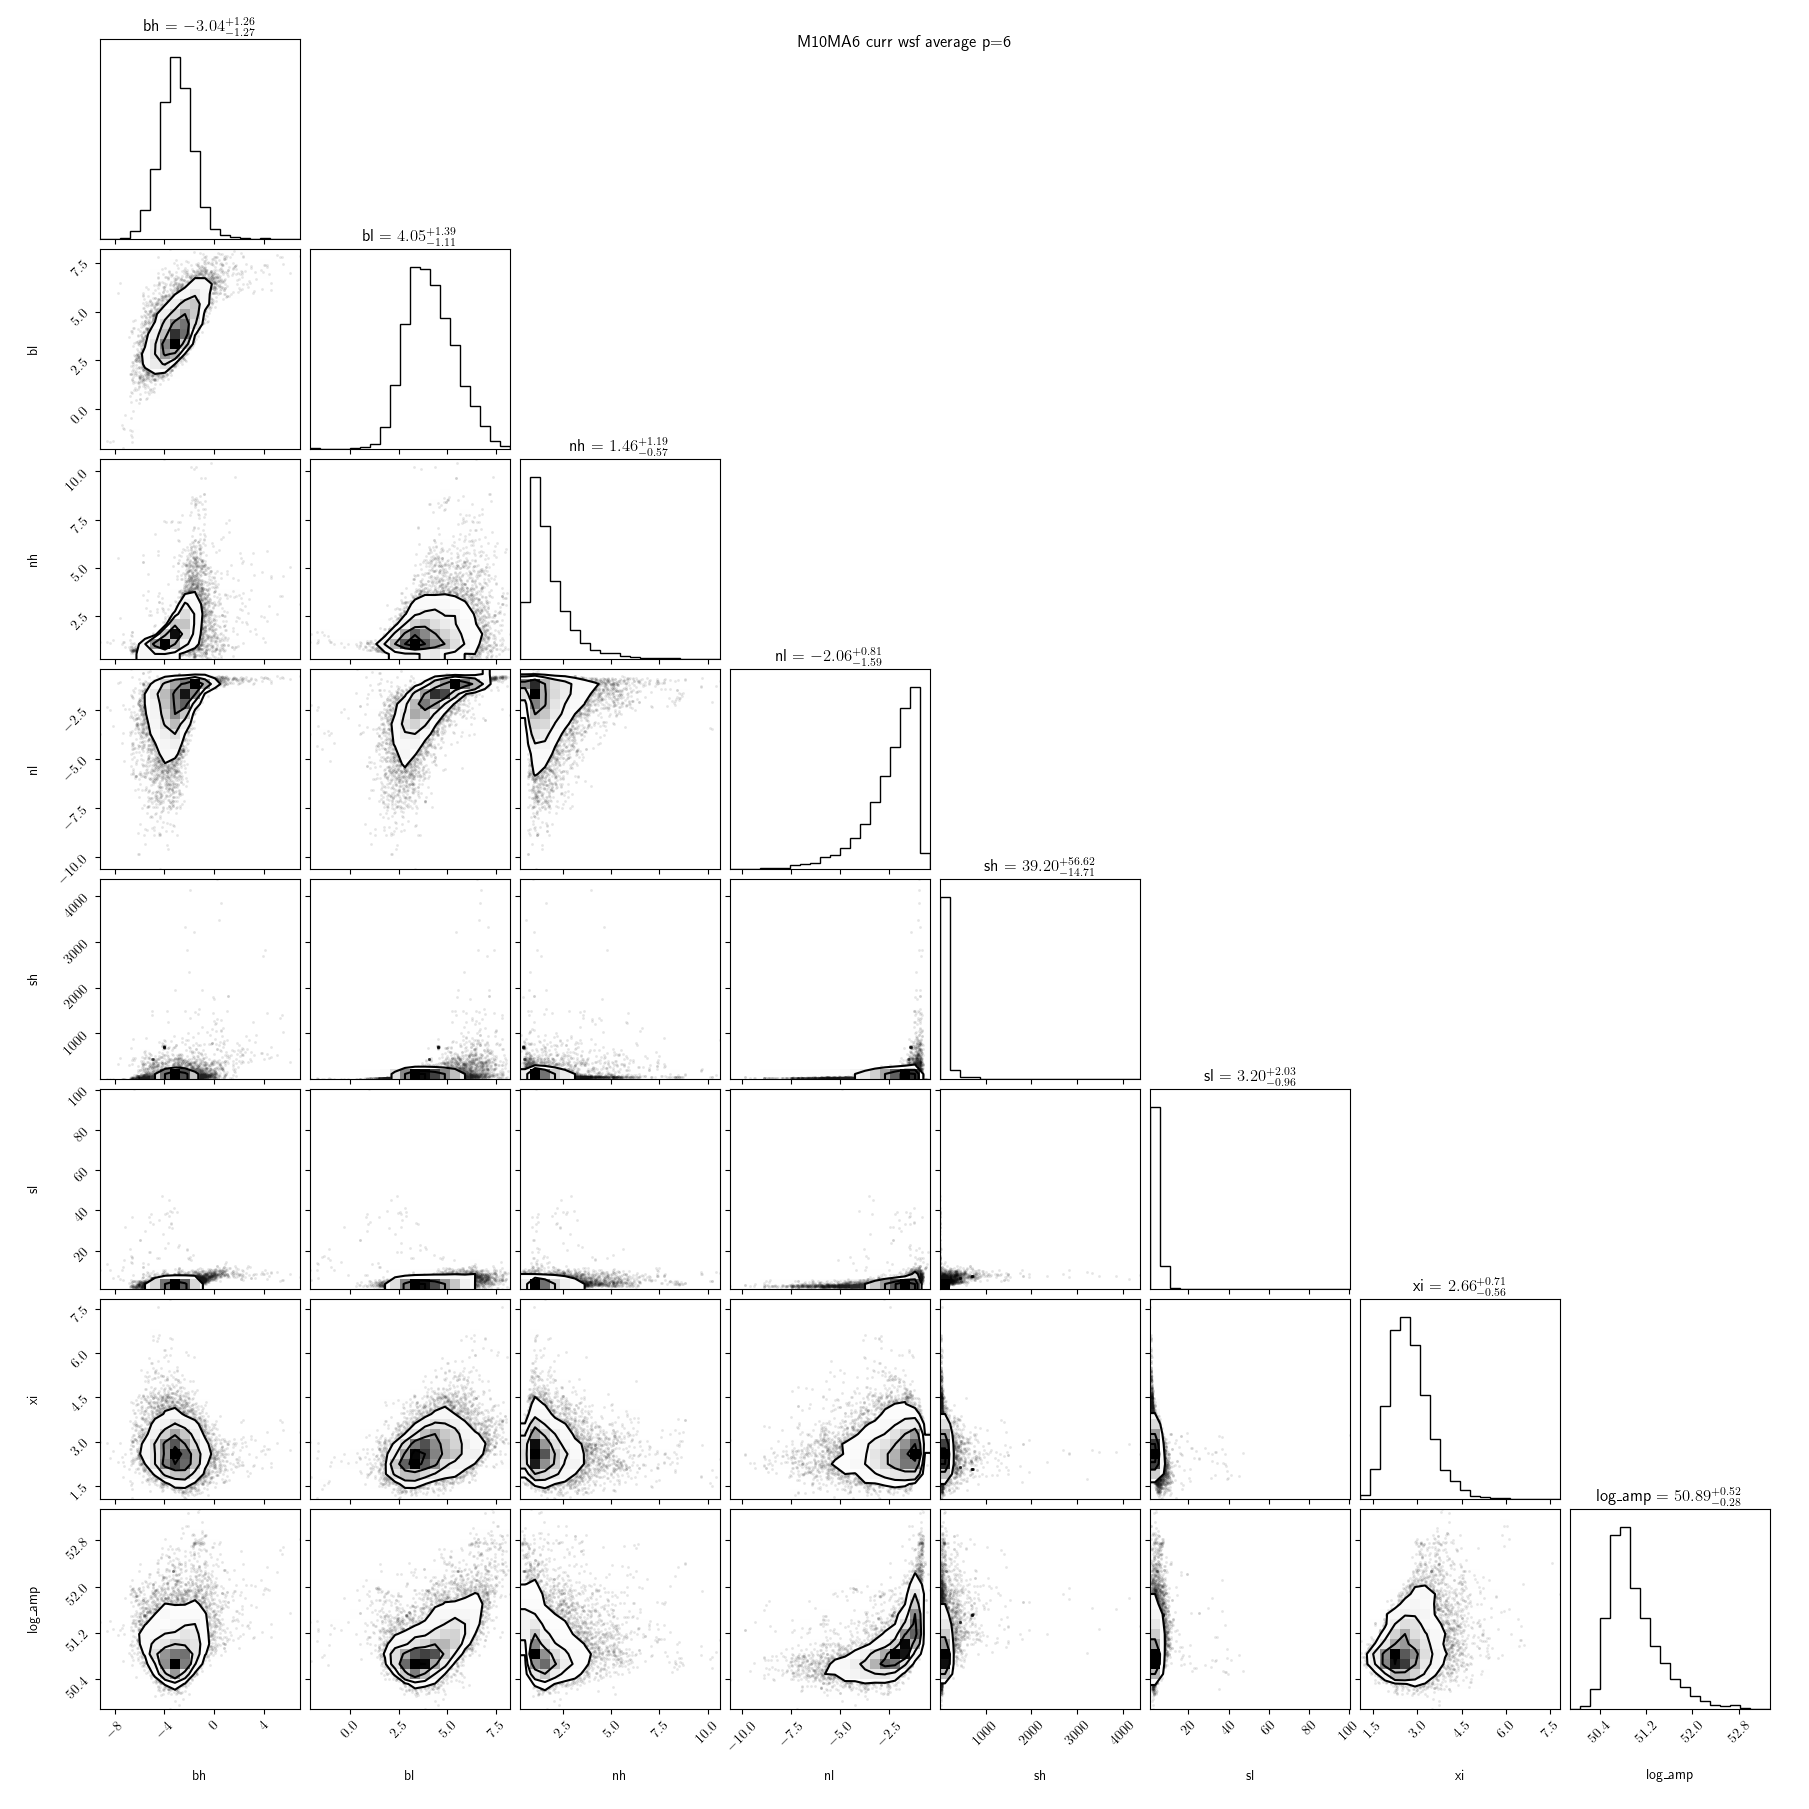 M10MA6 curr wsf average p=6
bh = −3.04+1.26 −1.27
bl = 4.05+1.39 −1.11
7.5
5.0
2.5
0.0
bl
nh = 1.46+1.19 −0.57
10.0
7.5
5.0
2.5
nh
nl = −2.06+0.81 −1.59
−2.5
−5.0
−7.5
−10.0
nl
sh = 39.20+56.62 −14.71
4000
3000
2000
1000
sh
sl = 3.20+2.03 −0.96
100
80
60
40
20
sl
xi = 2.66+0.71 −0.56
7.5
6.0
4.5
3.0
1.5
xi
log_amp = 50.89+0.52 −0.28
52.8
52.0
51.2
50.4
log_amp
−8 −4 0 4 0.0 2.5 5.0 7.5 2.5 5.0 7.5 10.0 −10.0 −7.5 −5.0 −2.5 1000 2000 3000 4000 20 40 60 80 100 1.5 3.0 4.5 6.0 7.5 50.4 51.2 52.0 52.8
bh bl nh nl sh sl xi log_amp